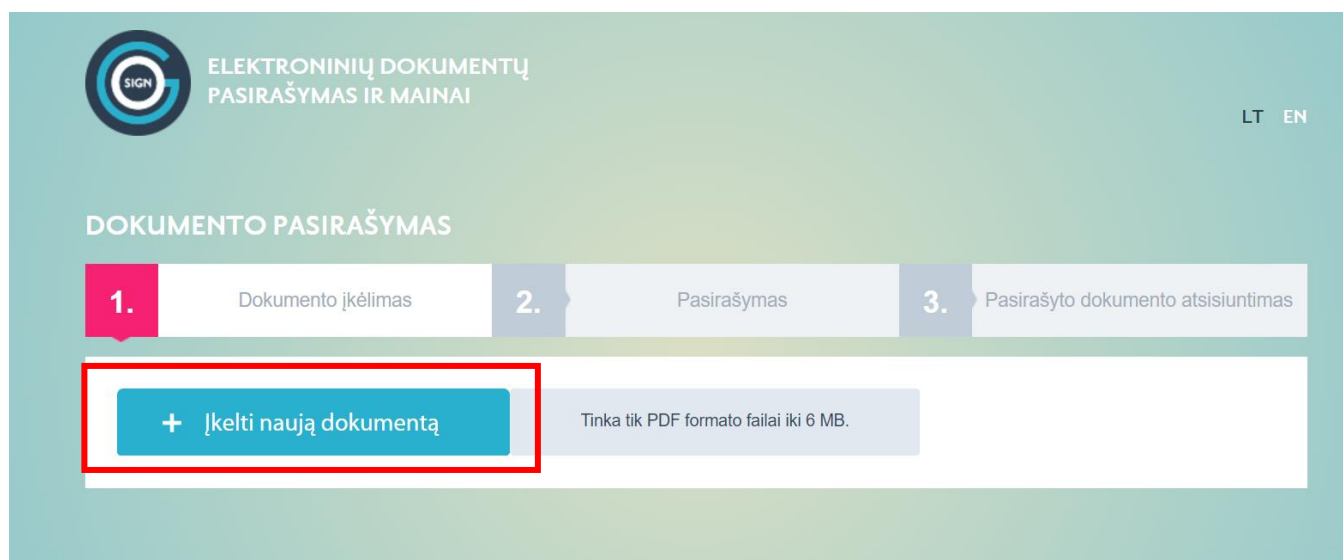 SIGN
ELEKTRONINIŲ DOKUMENTŲ
PASIRAŠYMAS IR MAINAI
LT EN
DOKUMENTO PASIRAŠYMAS
1. Dokumento įkėlimas 2. Pasirašymas 3. Pasirašyto dokumento atsisiuntimas
+ Įkelti naują dokumentą Tinka tik PDF formato failai iki 6 MB.